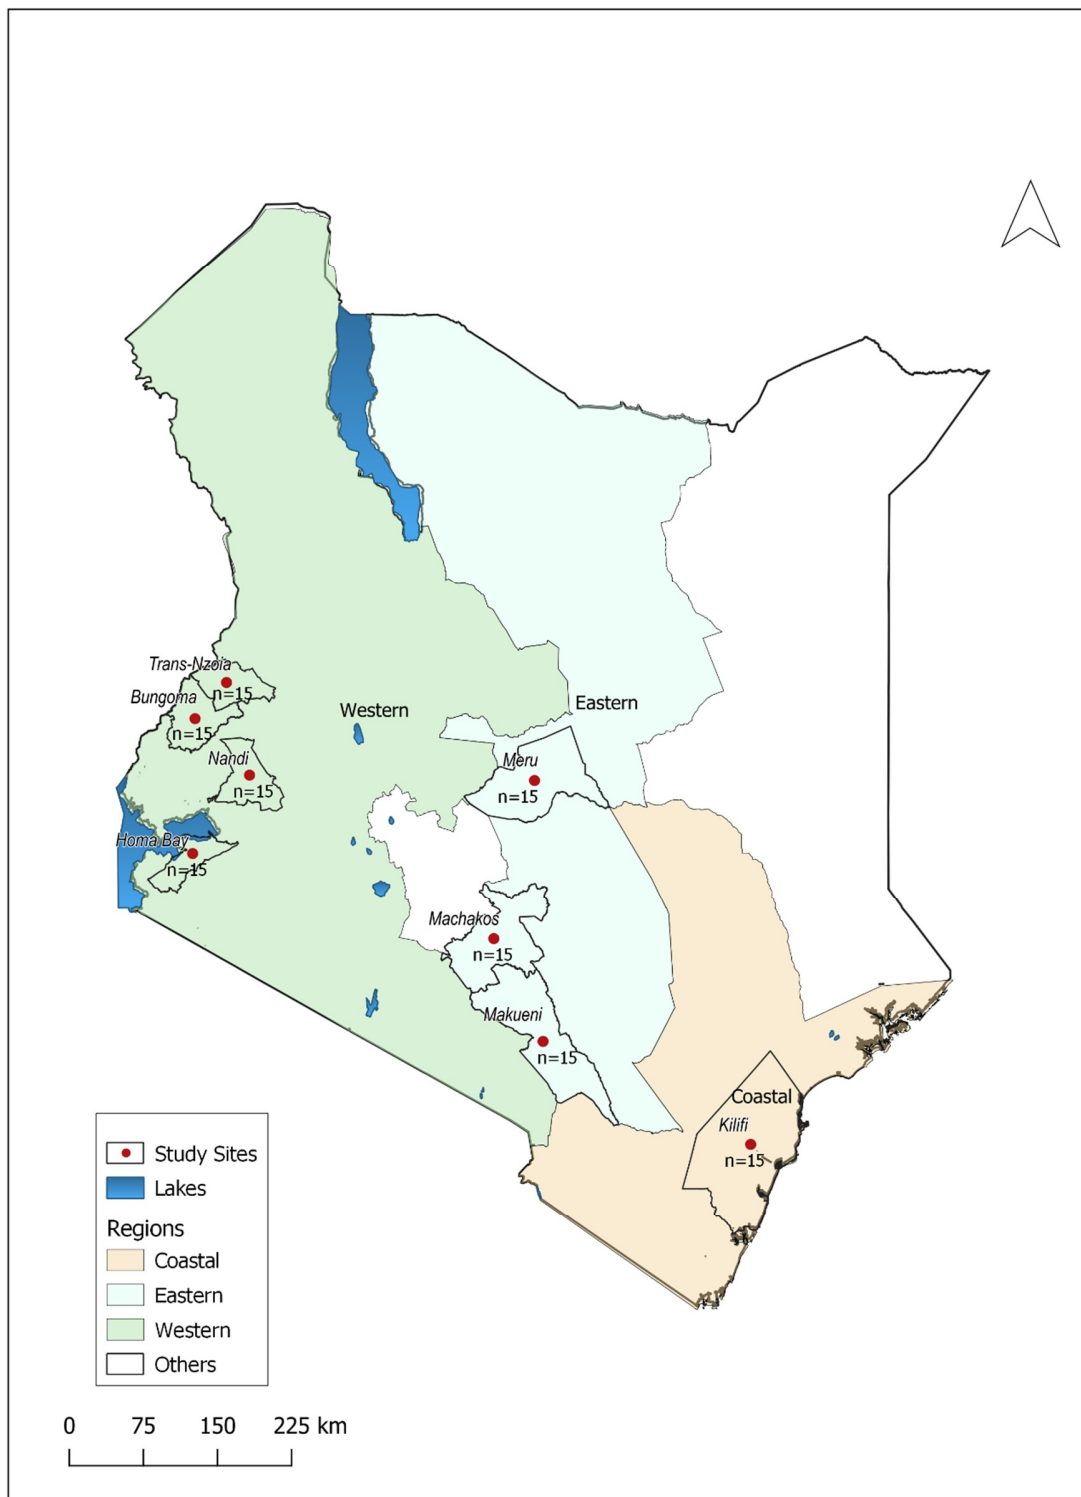 Trans-Nzoia
n=15
Bungoma
n=15
Western
Eastern
Nandi
n=15
Meru
n=15
Homa Bay
n=15
Machakos
n=15
Makueni
n=15
Coastal
Kilifi
n=15
Study Sites
Lakes
Regions
Coastal
Eastern
Western
Others
0 75 150 225 km